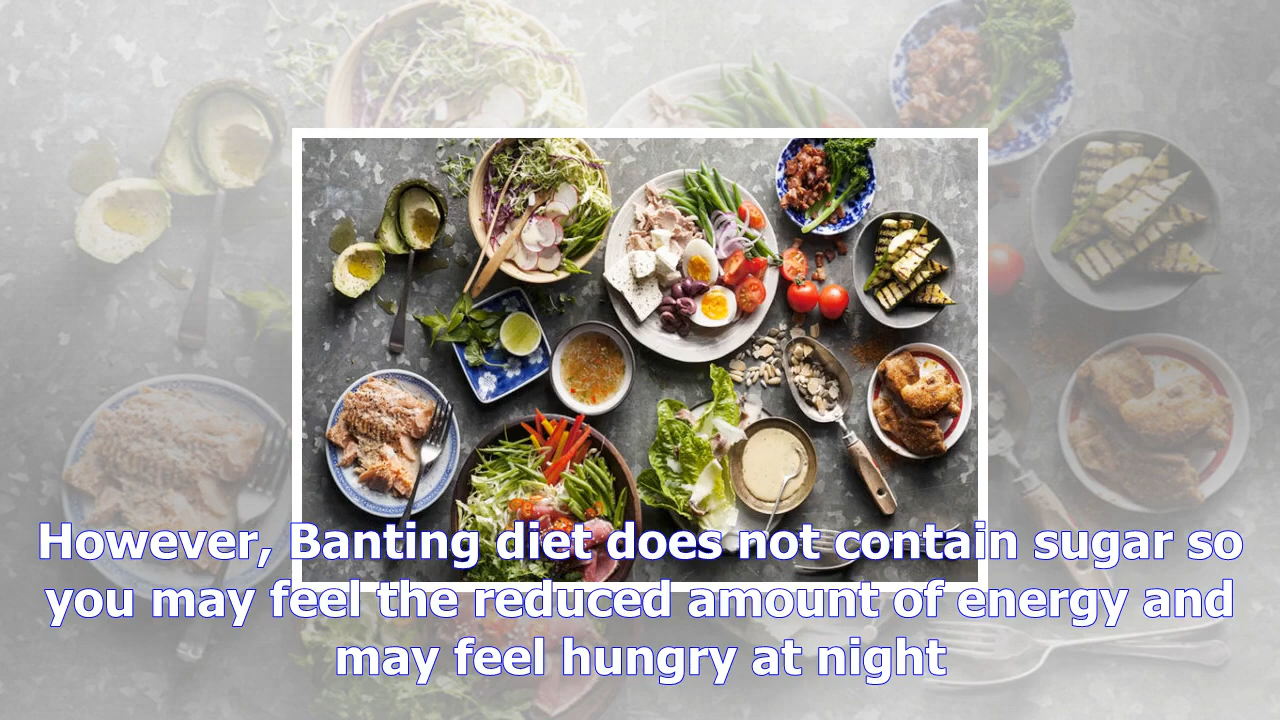 However, Banting diet does not contain sugar so
you may feel the reduced amount of energy and
may feel hungry at night